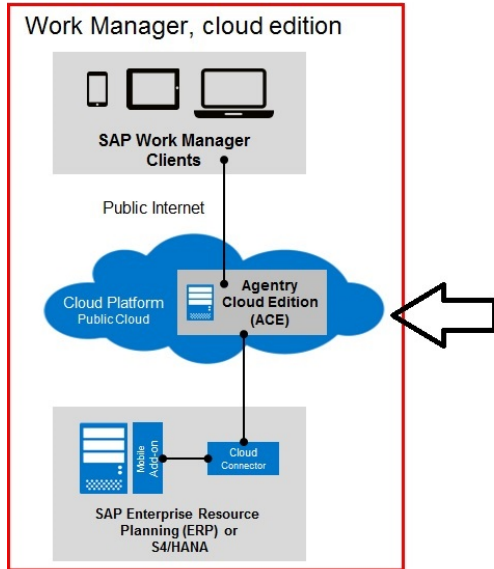 Work Manager, cloud edition
SAP Work Manager
Clients
Public Internet
Cloud Platform
Public Cloud
Agentry
Cloud Edition
(ACE)
Mobile
Add-on
Cloud
Connector
SAP Enterprise Resource
Planning (ERP) or
S4/HANA